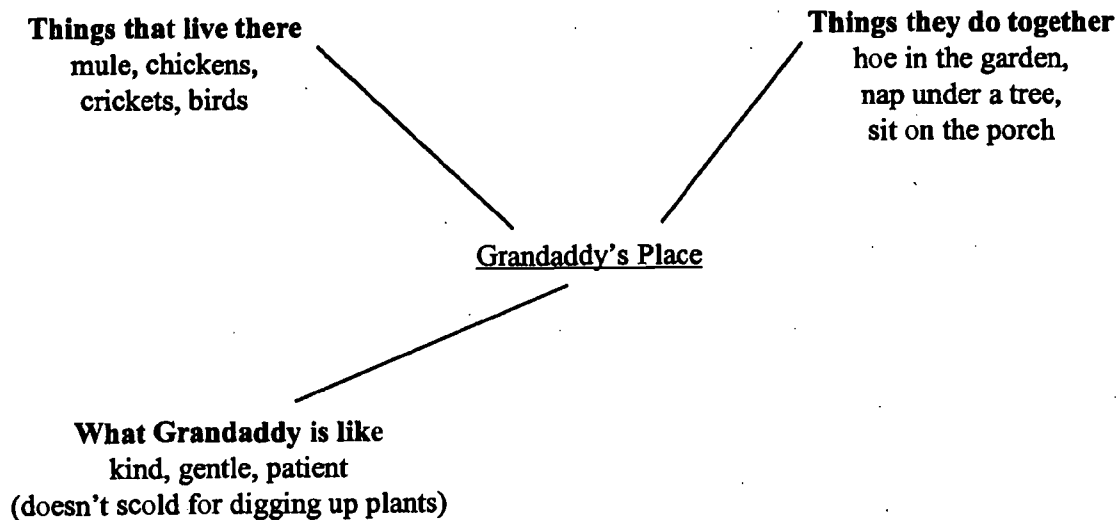 Things that live there
mule, chickens,
crickets, birds
Things they do together
hoe in the garden,
nap under a tree,
sit on the porch
Grandaddy's Place
What Grandaddy is like
kind, gentle, patient
(doesn't scold for digging up plants)